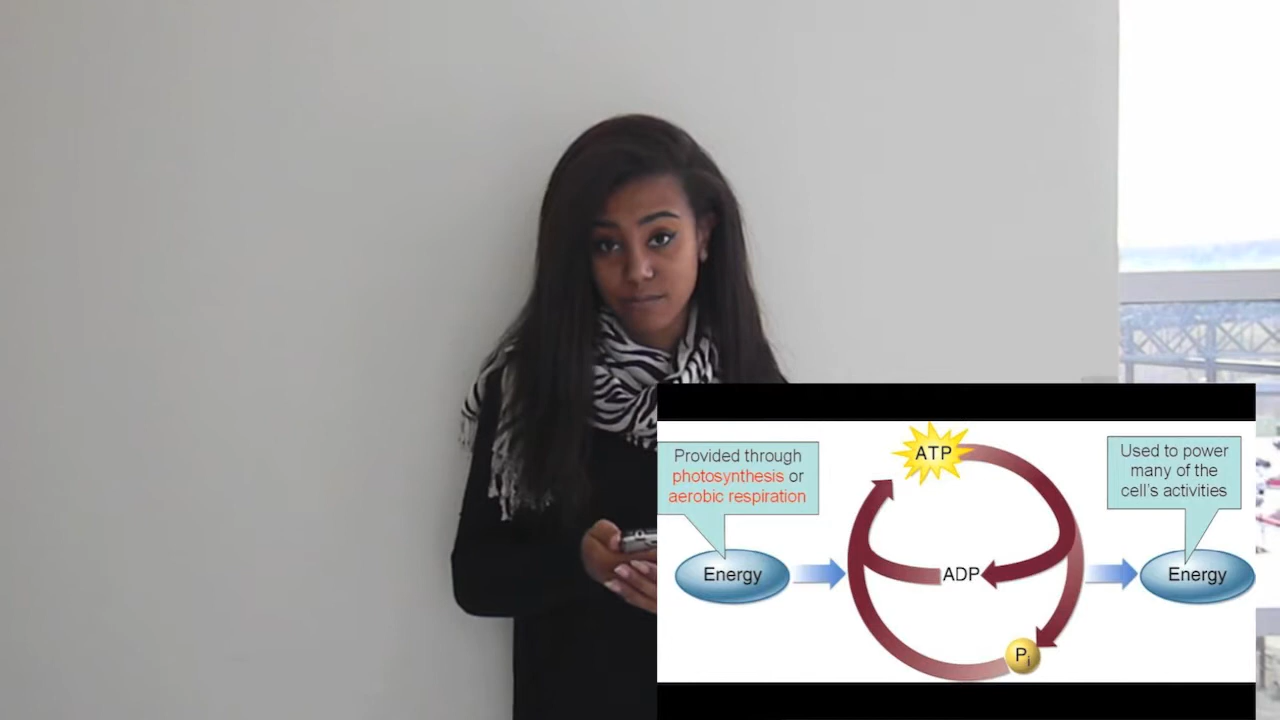 Provided through
photosynthesis or
aerobic respiration
ATP
Used to power
many of the
cell's activities
Energy
ADP
Energy
Pi